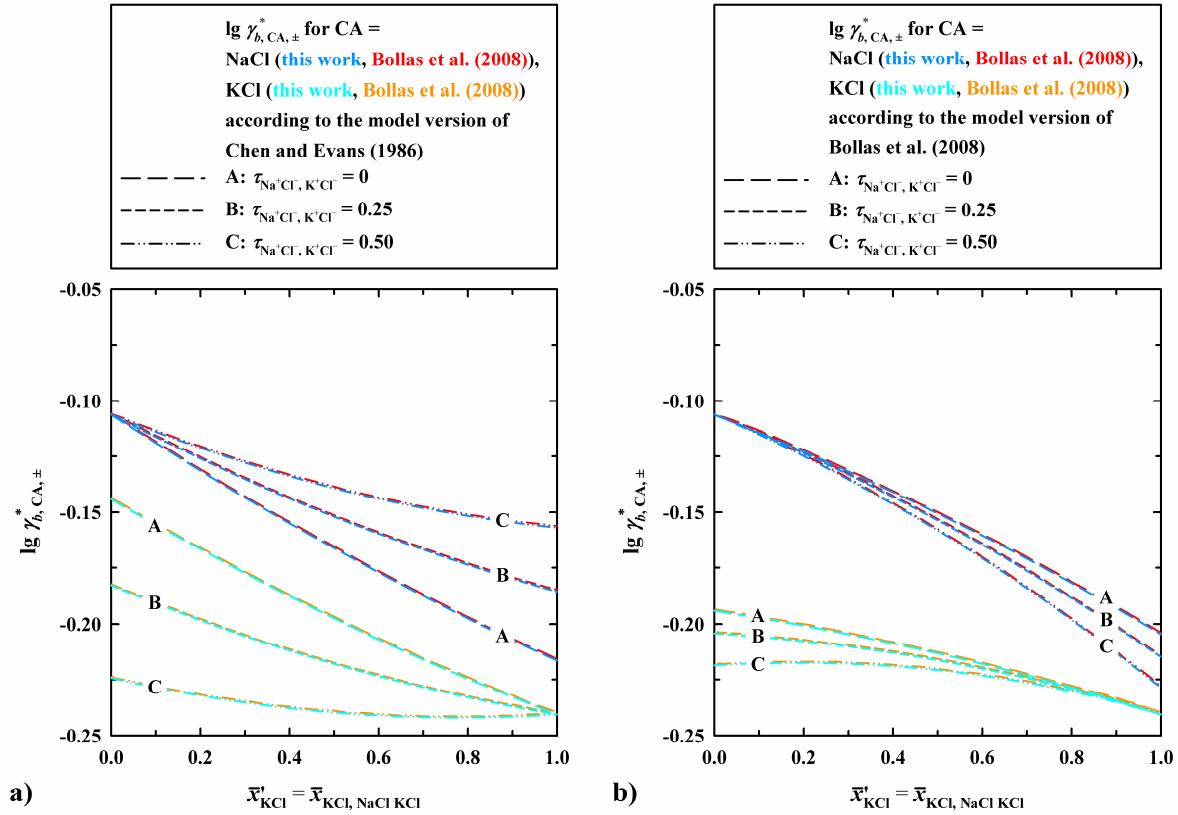 lg γ*b, CA, ± for CA =
NaCl (this work, Bollas et al. (2008)),
KCl (this work, Bollas et al. (2008))
according to the model version of
Chen and Evans (1986)
A: τNa⁺Cl⁻, K⁺Cl⁻ = 0
B: τNa⁺Cl⁻, K⁺Cl⁻ = 0.25
C: τNa⁺Cl⁻, K⁺Cl⁻ = 0.50
-0.05
-0.10
-0.15
-0.20
-0.25
lg γ*b, CA, ±
C
B
A
A
B
C
0.0 0.2 0.4 0.6 0.8 1.0
x̄′KCl = x̄KCl, NaCl KCl
a)
lg γ*b, CA, ± for CA =
NaCl (this work, Bollas et al. (2008)),
KCl (this work, Bollas et al. (2008))
according to the model version of
Bollas et al. (2008)
A: τNa⁺Cl⁻, K⁺Cl⁻ = 0
B: τNa⁺Cl⁻, K⁺Cl⁻ = 0.25
C: τNa⁺Cl⁻, K⁺Cl⁻ = 0.50
-0.05
-0.10
-0.15
-0.20
-0.25
lg γ*b, CA, ±
A
B
C
A
B
C
0.0 0.2 0.4 0.6 0.8 1.0
x̄′KCl = x̄KCl, NaCl KCl
b)